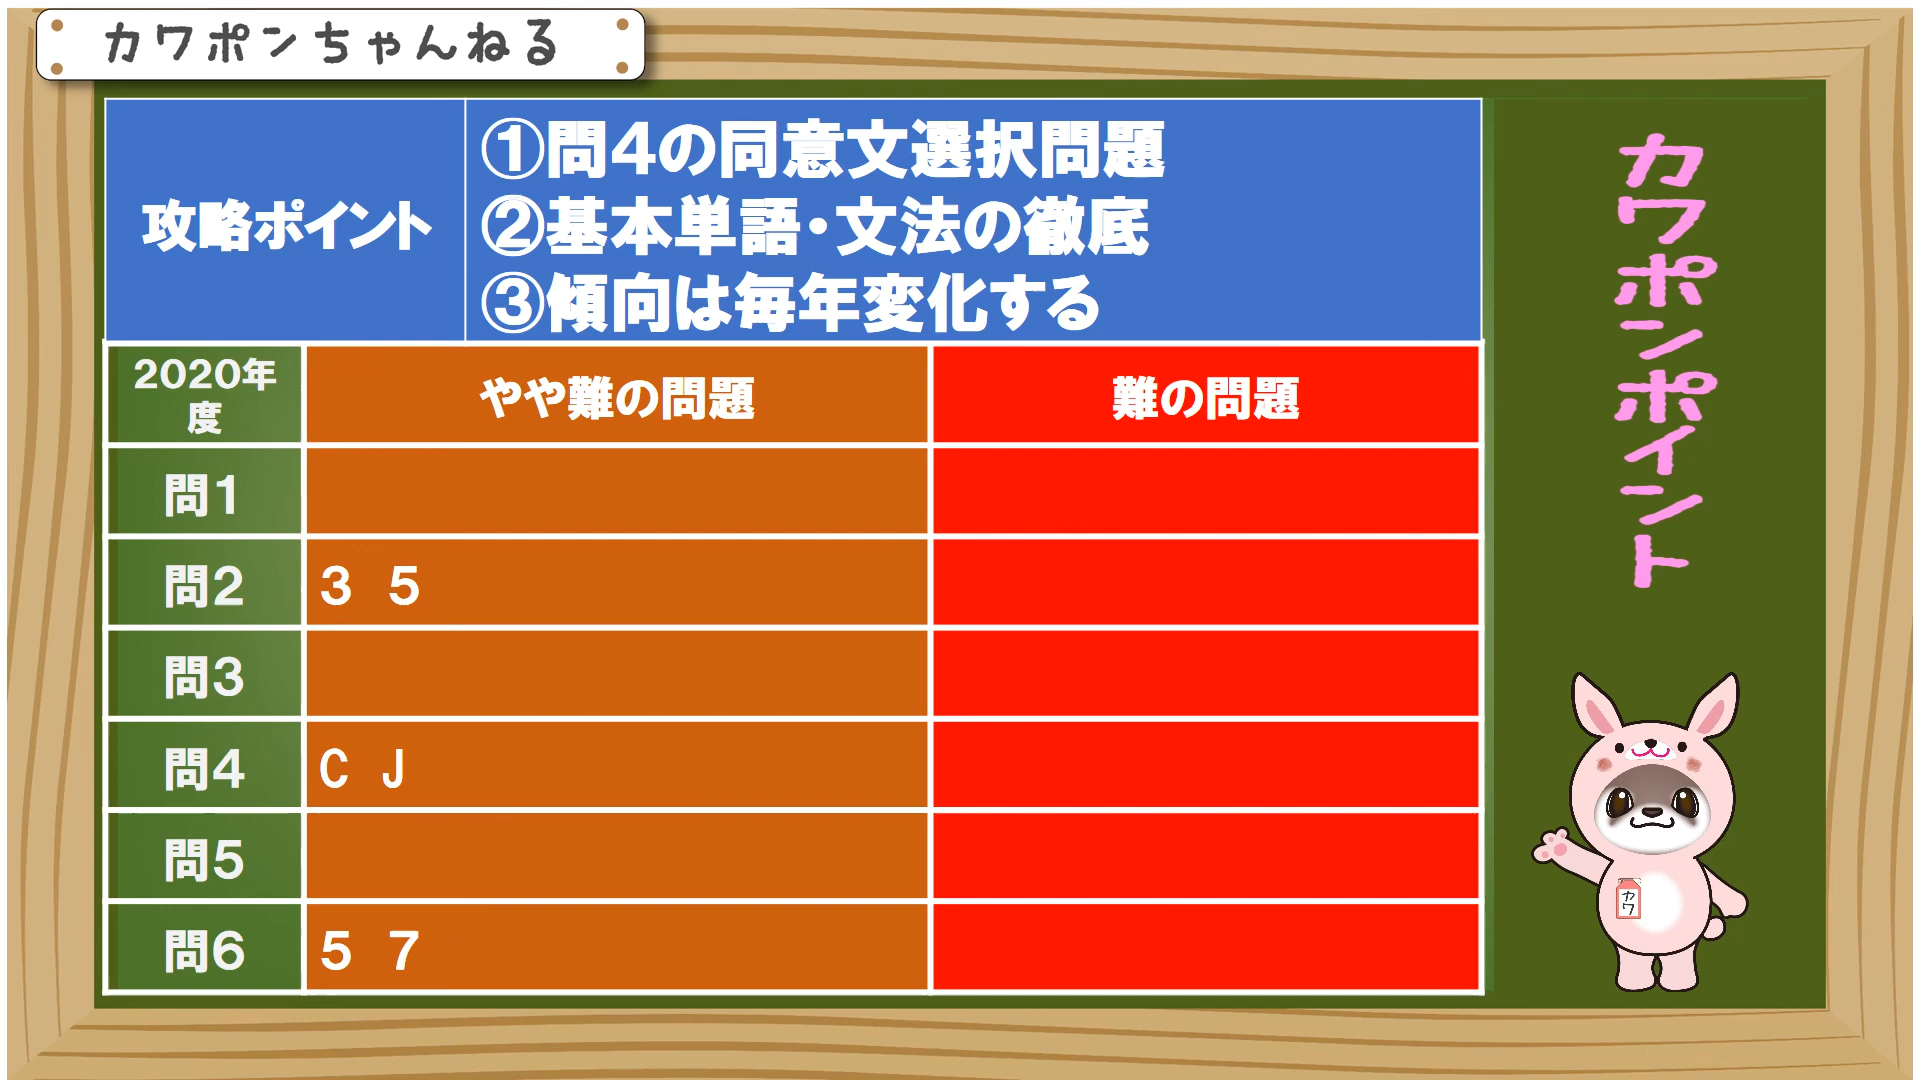 カワポンちゃんねる
攻略ポイント
①問4の同意文選択問題
②基本単語・文法の徹底
③傾向は毎年変化する
2020年
度
やや難の問題
難の問題
問1
問2
3 5
問3
問4
C J
問5
問6
5 7
カワポンポイント
カワ